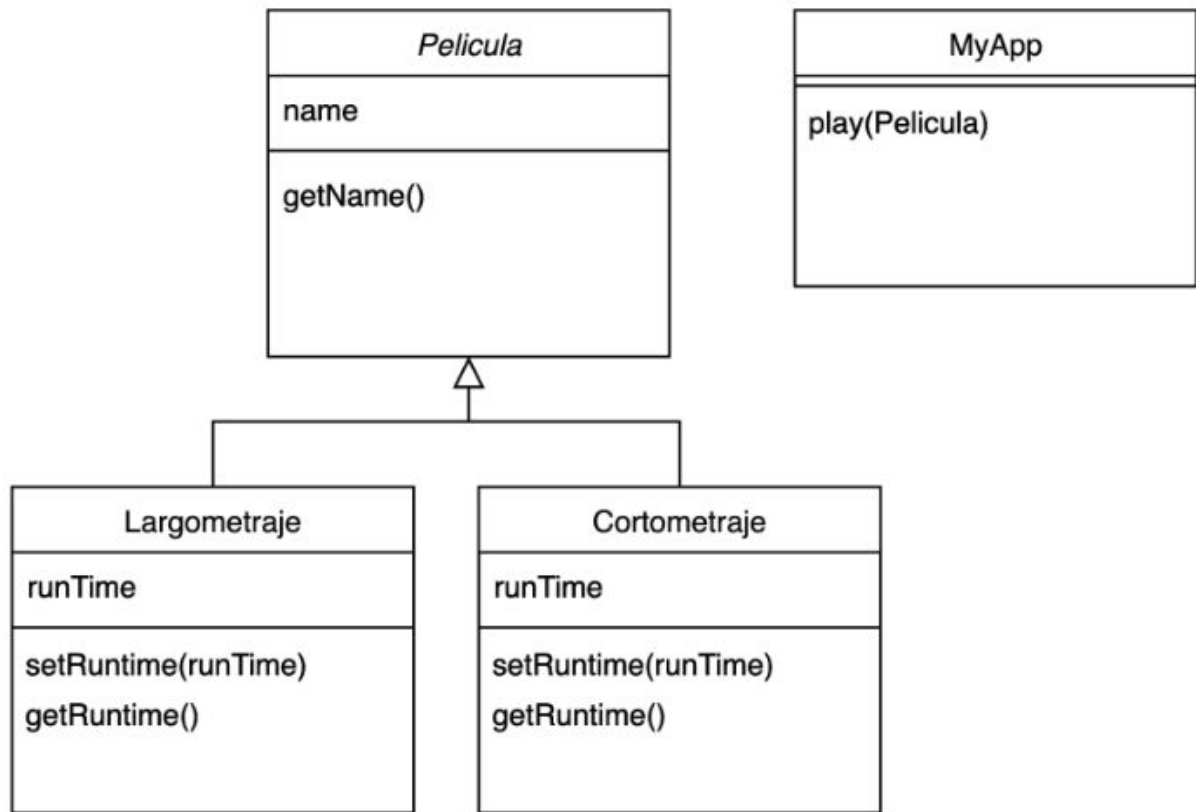 Pelicula
name
getName()
MyApp
play(Pelicula)
Largometraje
runTime
setRuntime(runTime)
getRuntime()
Cortometraje
runTime
setRuntime(runTime)
getRuntime()